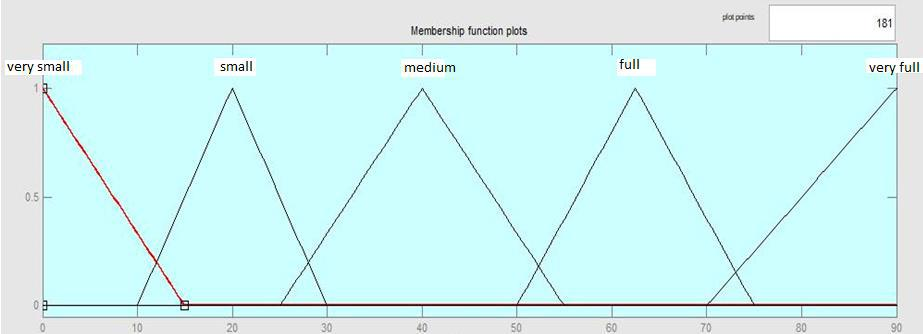 plot points:
181
Membership function plots
very small small medium full very full
1
0.5
0
0 10 20 30 40 50 60 70 80 90